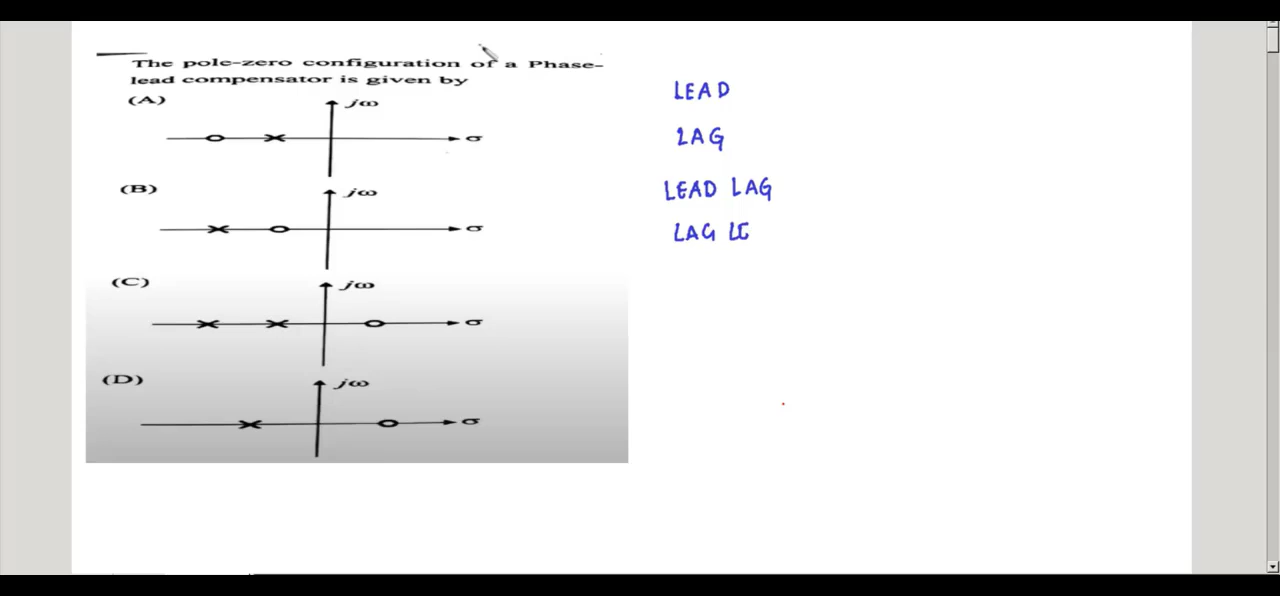 The pole-zero configuration of a Phase-
lead compensator is given by
(A)
jω
σ
(B)
jω
σ
(C)
jω
σ
(D)
jω
σ
LEAD
LAG
LEAD LAG
LAG